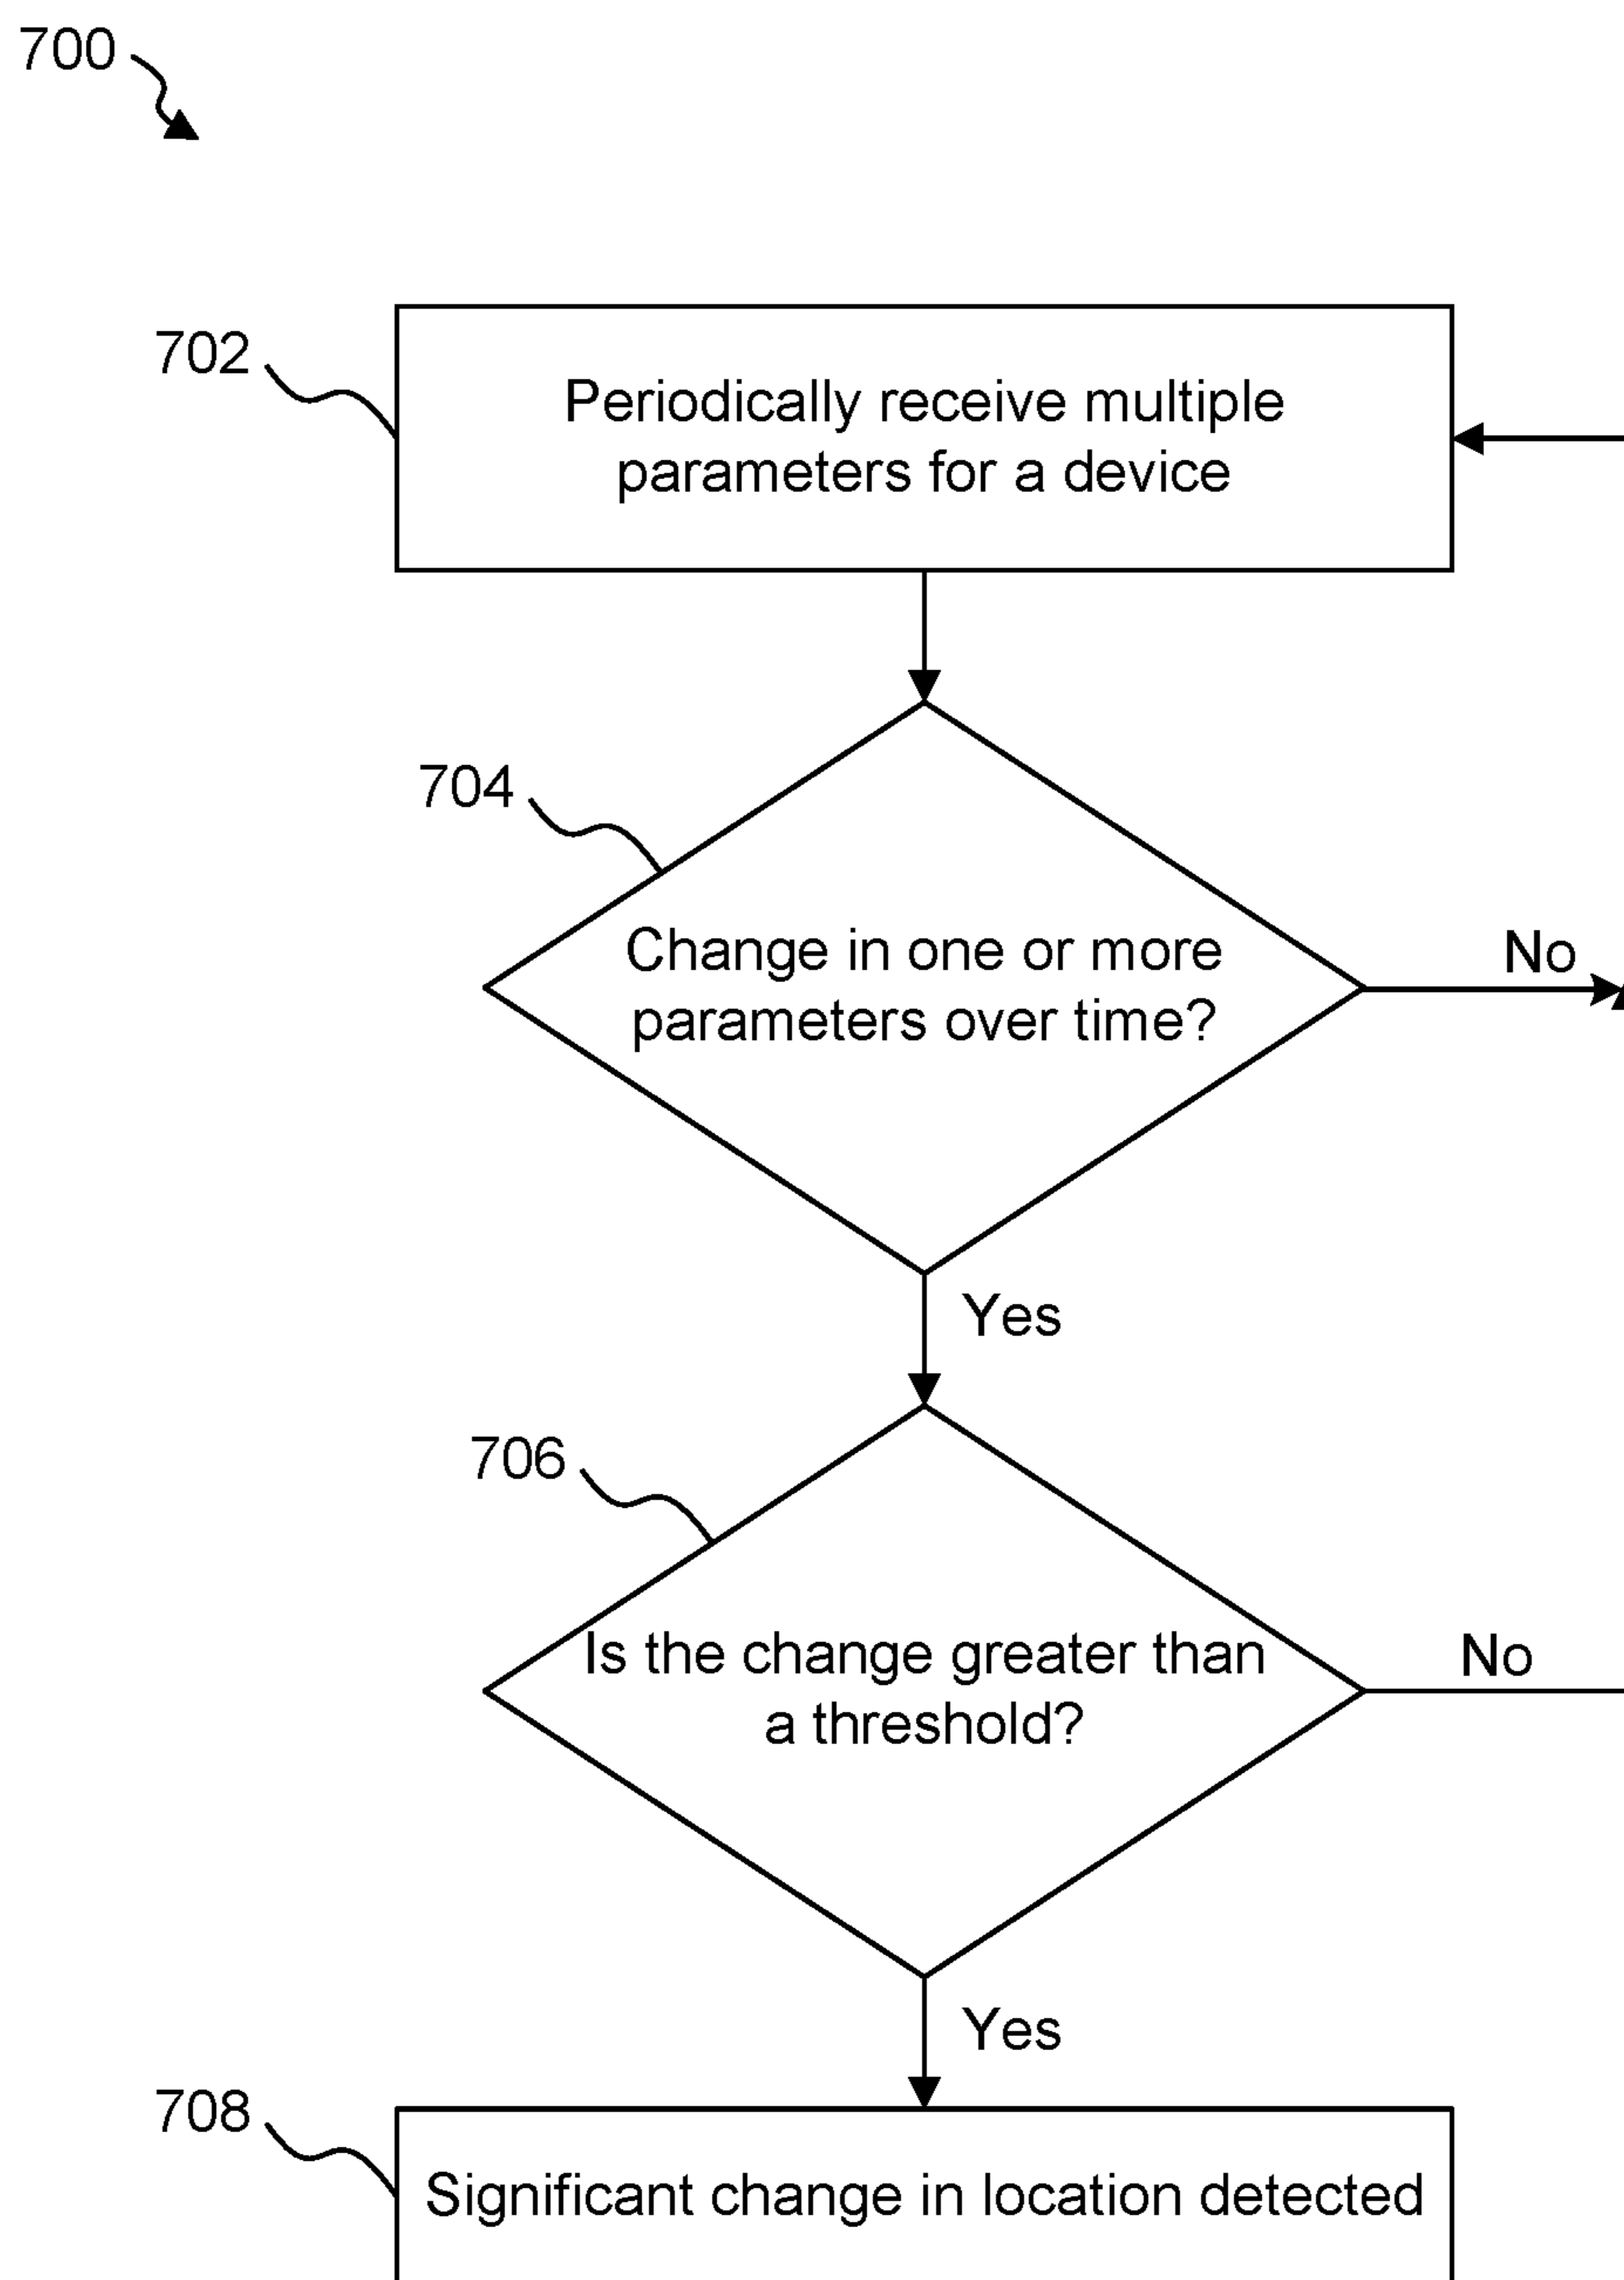 700
702
Periodically receive multiple
parameters for a device
704
Change in one or more
parameters over time?
No
Yes
706
Is the change greater than
a threshold?
No
Yes
708
Significant change in location detected